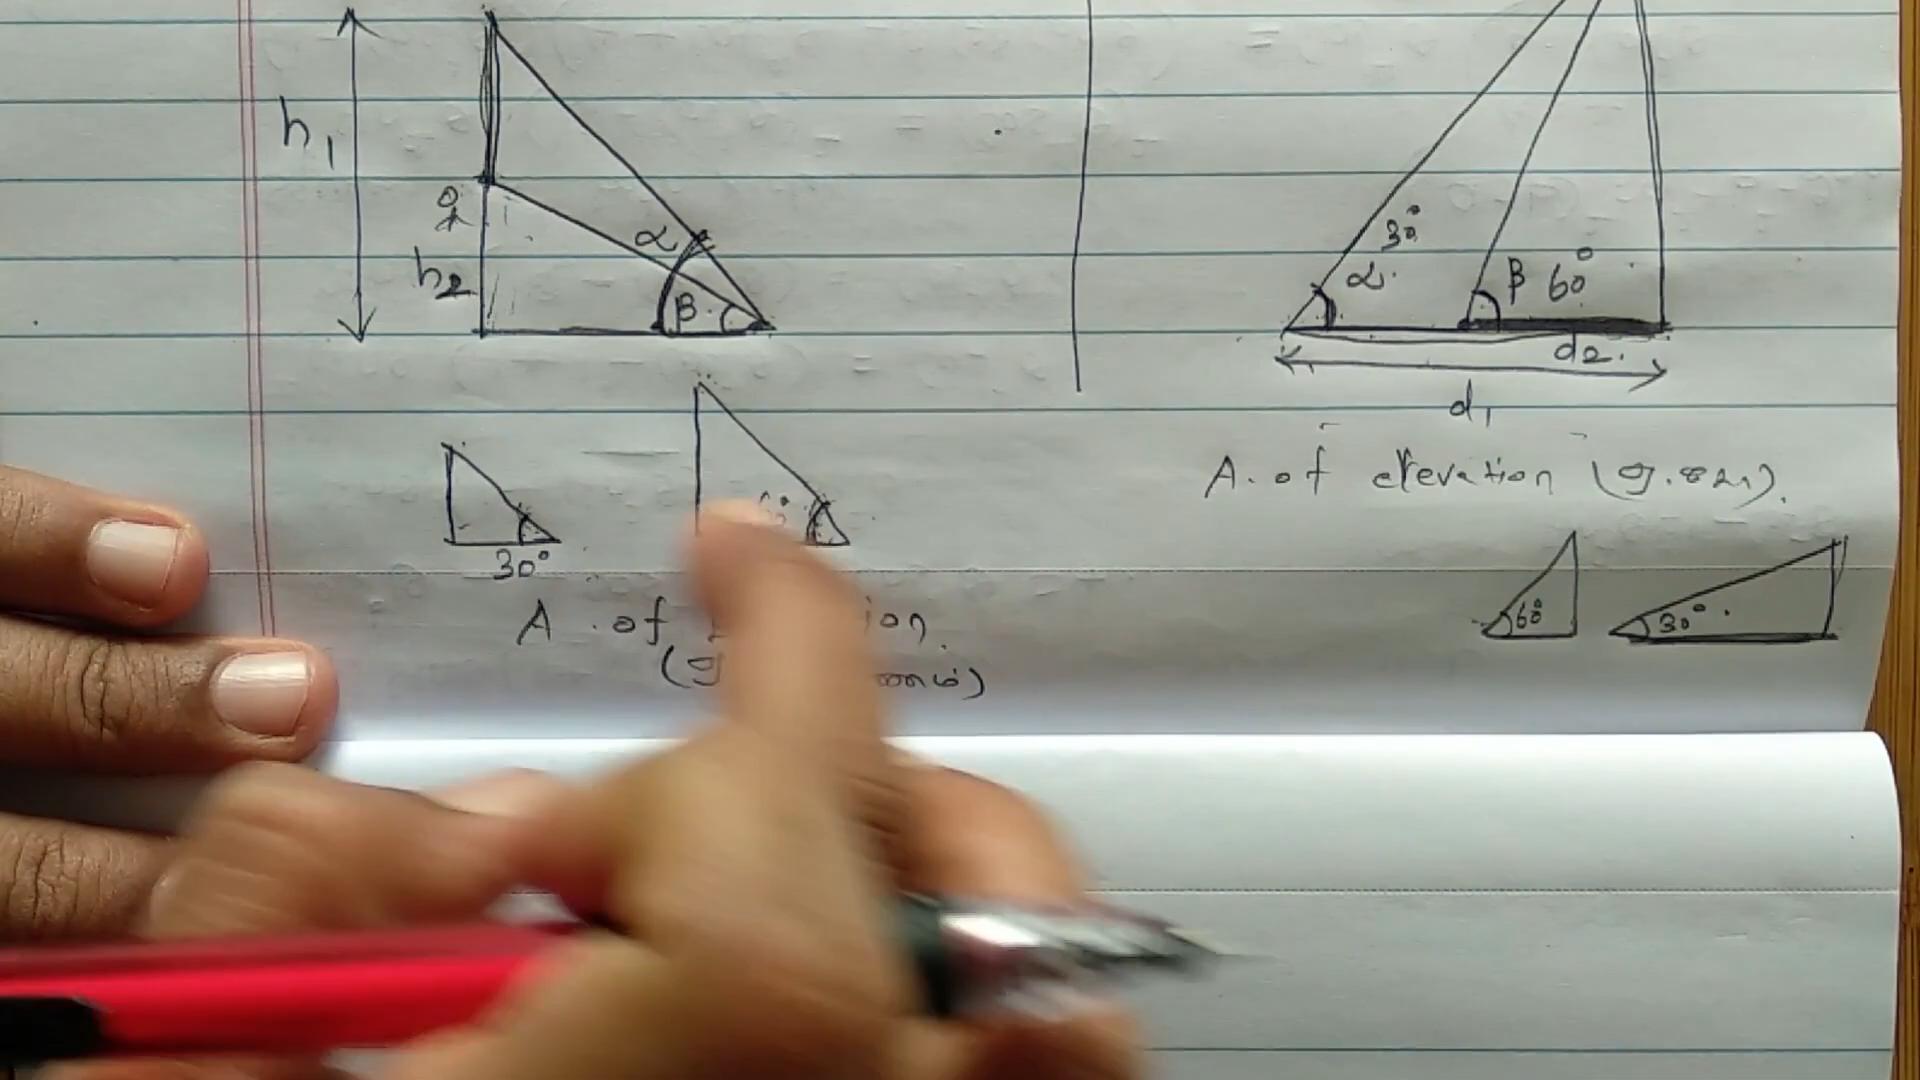 h1
h2
α
β
30°
A. of
30°
α.
β 60°
d2.
d1
A. of elevation
60°
30°.